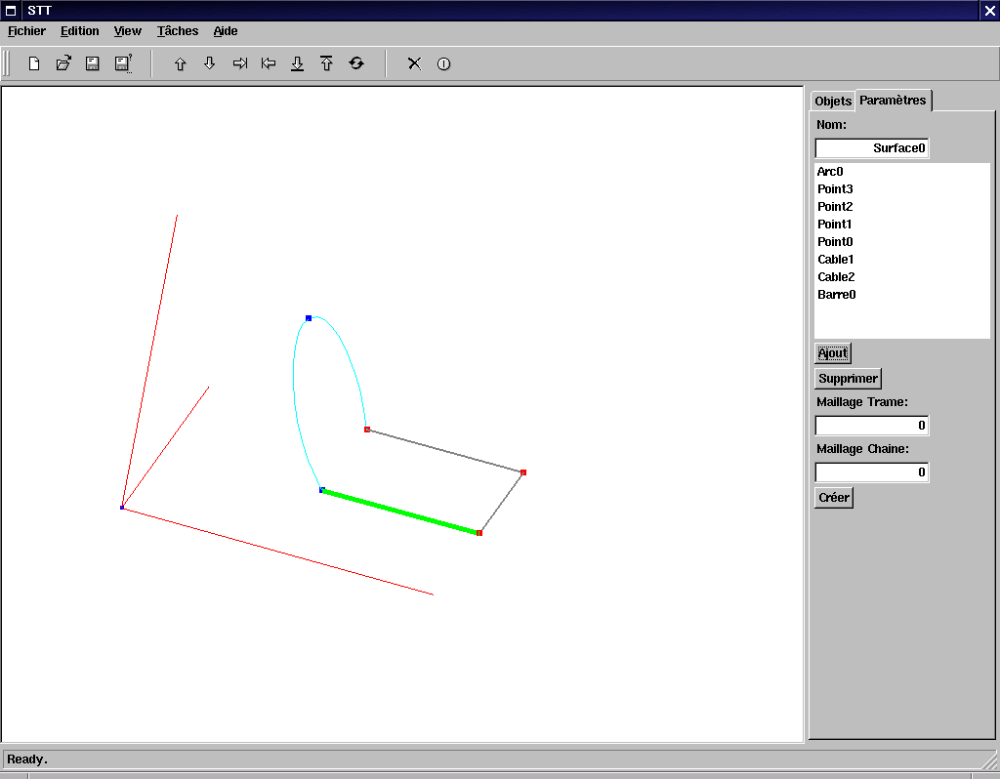 STT
Fichier Edition View Tâches Aide
Objets Paramètres
Nom:
Surface0
Arc0
Point3
Point2
Point1
Point0
Cable1
Cable2
Barre0
Ajout
Supprimer
Maillage Trame:
0
Maillage Chaine:
0
Créer
Ready.